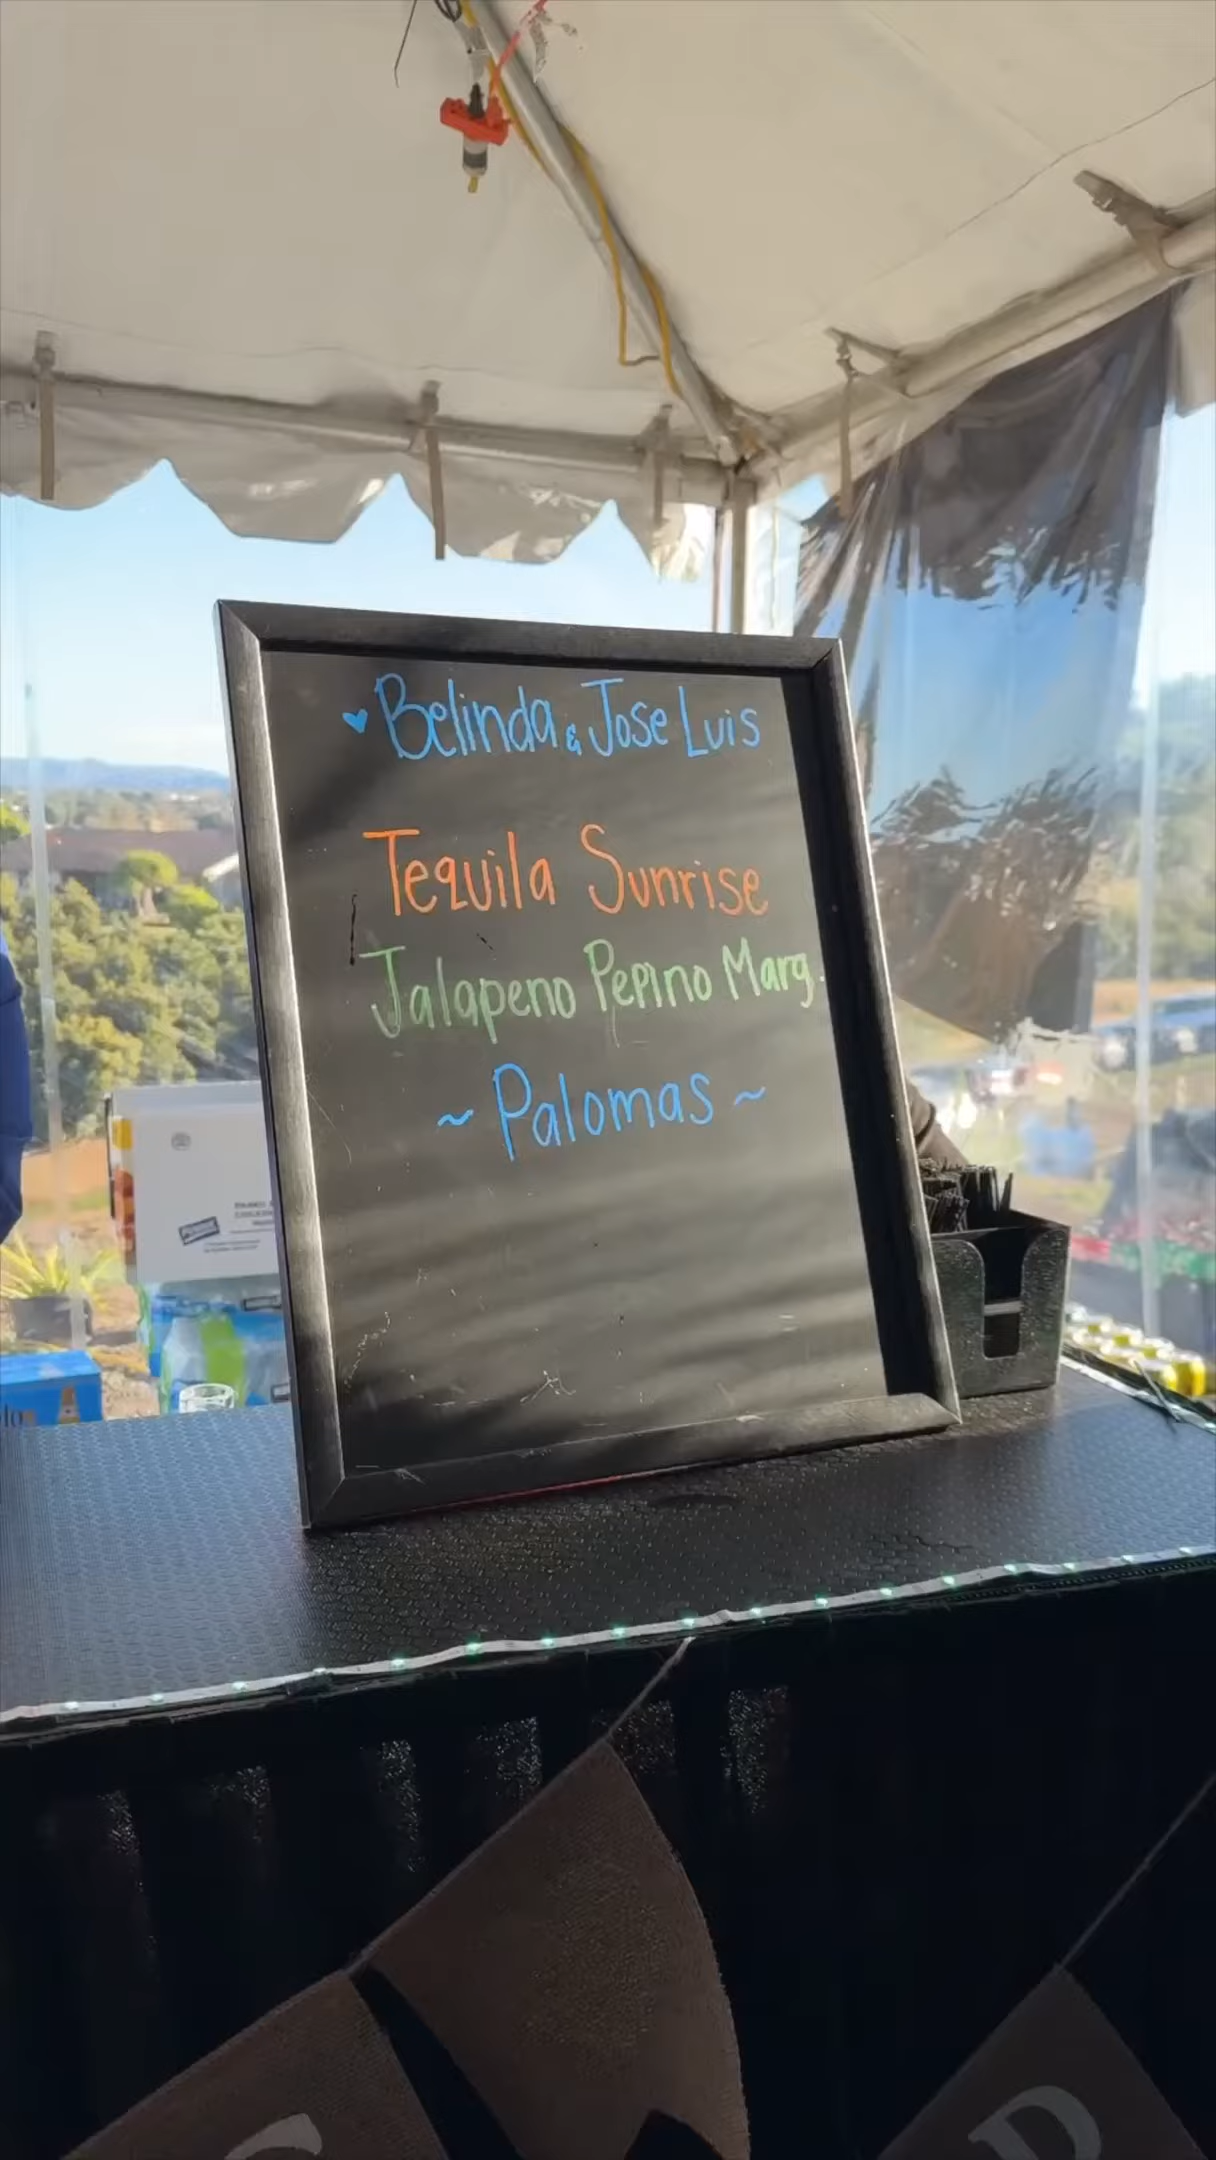 ♥ Belinda & Jose Luis
Tequila Sunrise
Jalapeno Pepino Marg.
~ Palomas ~